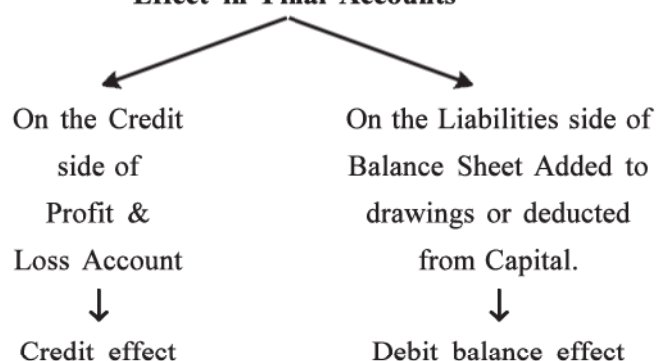 Effect in Final Accounts
On the Credit
side of
Profit &
Loss Account
Credit effect
On the Liabilities side of
Balance Sheet Added to
drawings or deducted
from Capital.
Debit balance effect